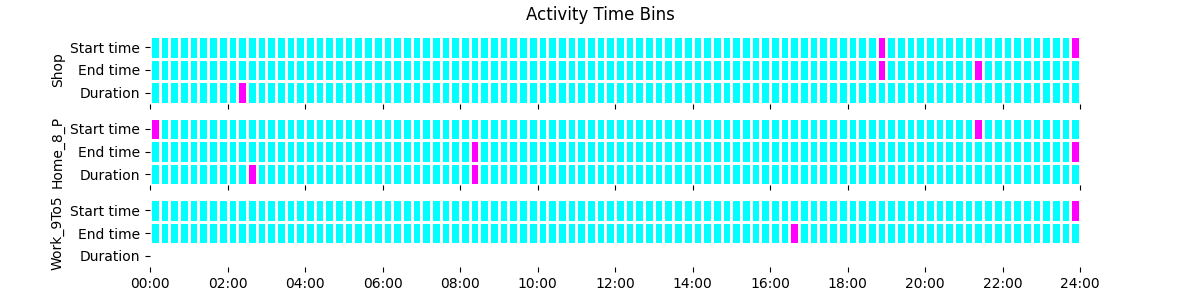 Activity Time Bins
Shop
Start time
End time
Duration
Home_8_P
Start time
End time
Duration
Work_9To5
Start time
End time
Duration
00:00 02:00 04:00 06:00 08:00 10:00 12:00 14:00 16:00 18:00 20:00 22:00 24:00